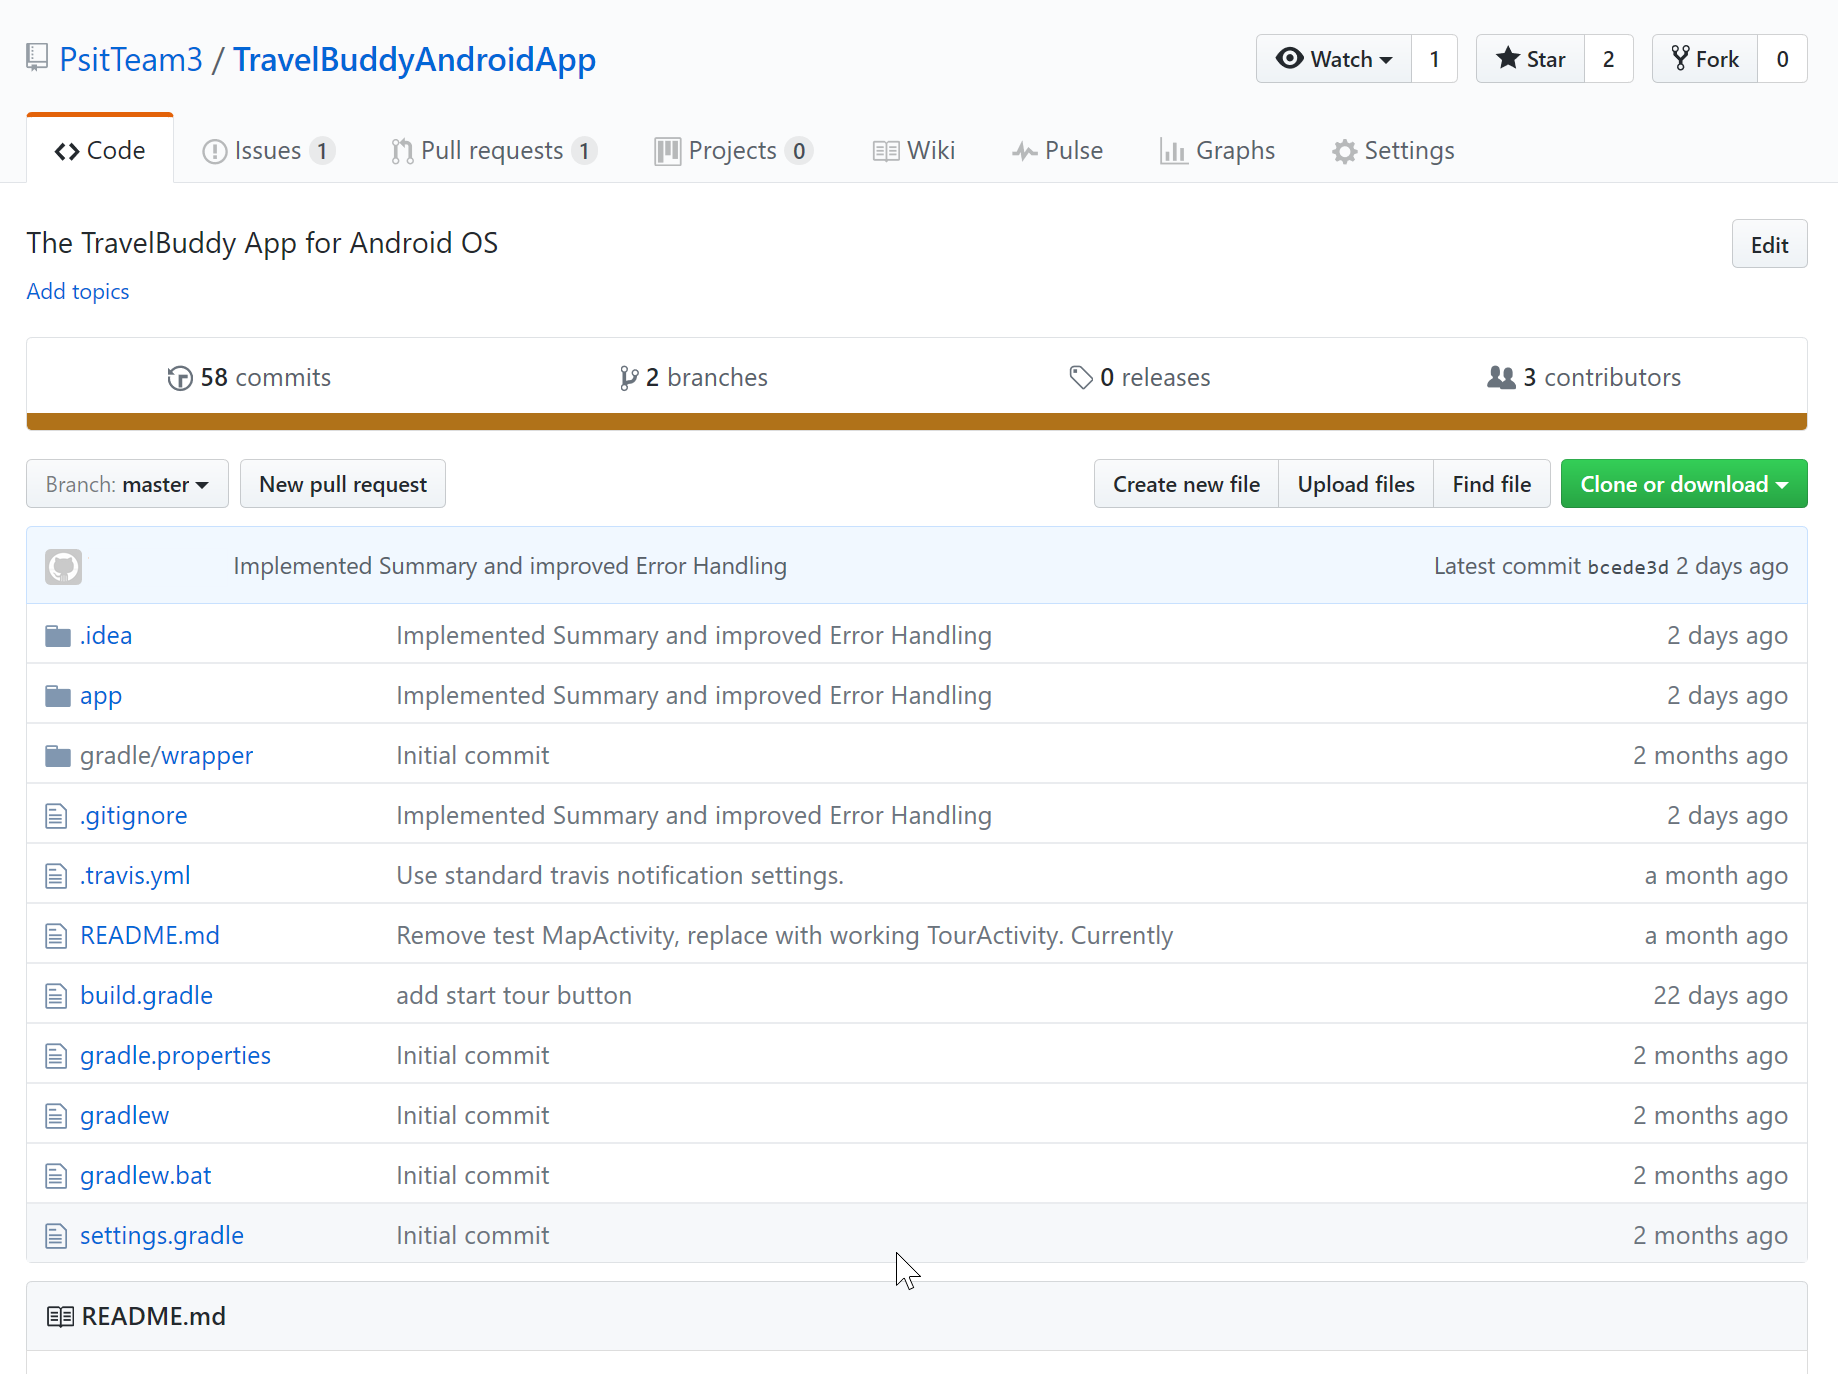 PsitTeam3 / TravelBuddyAndroidApp
Watch 1 Star 2 Fork 0
Code Issues 1 Pull requests 1 Projects 0 Wiki Pulse Graphs Settings
The TravelBuddy App for Android OS
Edit
Add topics
58 commits 2 branches 0 releases 3 contributors
Branch: master New pull request Create new file Upload files Find file Clone or download
Implemented Summary and improved Error Handling Latest commit bcede3d 2 days ago
.idea Implemented Summary and improved Error Handling 2 days ago
app Implemented Summary and improved Error Handling 2 days ago
gradle/wrapper Initial commit 2 months ago
.gitignore Implemented Summary and improved Error Handling 2 days ago
.travis.yml Use standard travis notification settings. a month ago
README.md Remove test MapActivity, replace with working TourActivity. Currently a month ago
build.gradle add start tour button 22 days ago
gradle.properties Initial commit 2 months ago
gradlew Initial commit 2 months ago
gradlew.bat Initial commit 2 months ago
settings.gradle Initial commit 2 months ago
README.md